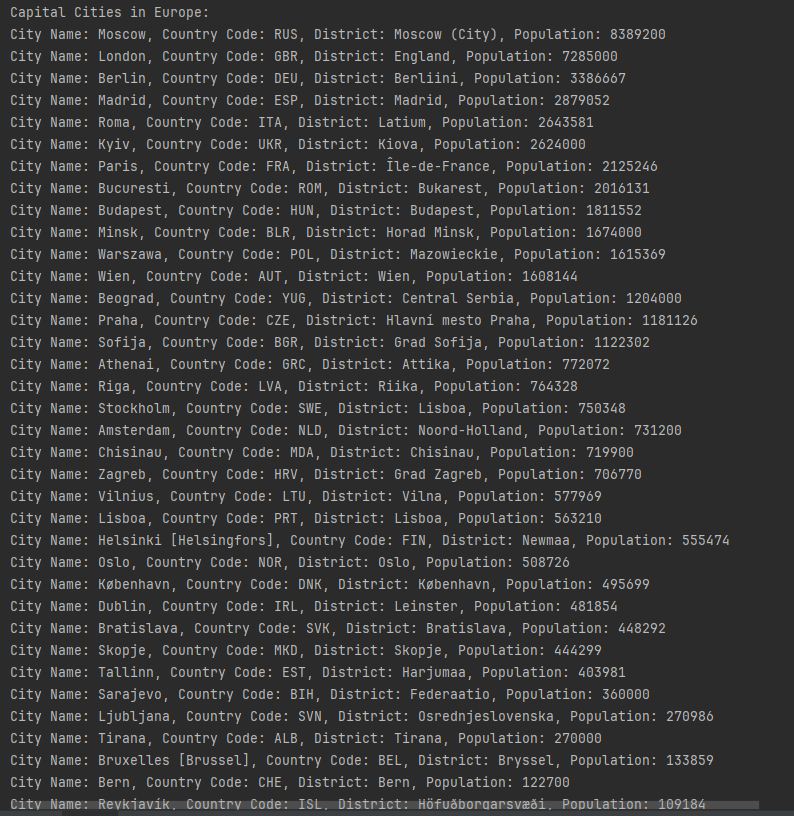 Capital Cities in Europe:
City Name: Moscow, Country Code: RUS, District: Moscow (City), Population: 8389200
City Name: London, Country Code: GBR, District: England, Population: 7285000
City Name: Berlin, Country Code: DEU, District: Berliini, Population: 3386667
City Name: Madrid, Country Code: ESP, District: Madrid, Population: 2879052
City Name: Roma, Country Code: ITA, District: Latium, Population: 2643581
City Name: Kyiv, Country Code: UKR, District: Kiova, Population: 2624000
City Name: Paris, Country Code: FRA, District: Île-de-France, Population: 2125246
City Name: Bucuresti, Country Code: ROM, District: Bukarest, Population: 2016131
City Name: Budapest, Country Code: HUN, District: Budapest, Population: 1811552
City Name: Minsk, Country Code: BLR, District: Horad Minsk, Population: 1674000
City Name: Warszawa, Country Code: POL, District: Mazowieckie, Population: 1615369
City Name: Wien, Country Code: AUT, District: Wien, Population: 1608144
City Name: Beograd, Country Code: YUG, District: Central Serbia, Population: 1204000
City Name: Praha, Country Code: CZE, District: Hlavní mesto Praha, Population: 1181126
City Name: Sofija, Country Code: BGR, District: Grad Sofija, Population: 1122302
City Name: Athenai, Country Code: GRC, District: Attika, Population: 772072
City Name: Riga, Country Code: LVA, District: Riika, Population: 764328
City Name: Stockholm, Country Code: SWE, District: Lisboa, Population: 750348
City Name: Amsterdam, Country Code: NLD, District: Noord-Holland, Population: 731200
City Name: Chisinau, Country Code: MDA, District: Chisinau, Population: 719900
City Name: Zagreb, Country Code: HRV, District: Grad Zagreb, Population: 706770
City Name: Vilnius, Country Code: LTU, District: Vilna, Population: 577969
City Name: Lisboa, Country Code: PRT, District: Lisboa, Population: 563210
City Name: Helsinki [Helsingfors], Country Code: FIN, District: Newmaa, Population: 555474
City Name: Oslo, Country Code: NOR, District: Oslo, Population: 508726
City Name: København, Country Code: DNK, District: København, Population: 495699
City Name: Dublin, Country Code: IRL, District: Leinster, Population: 481854
City Name: Bratislava, Country Code: SVK, District: Bratislava, Population: 448292
City Name: Skopje, Country Code: MKD, District: Skopje, Population: 444299
City Name: Tallinn, Country Code: EST, District: Harjumaa, Population: 403981
City Name: Sarajevo, Country Code: BIH, District: Federaatio, Population: 360000
City Name: Ljubljana, Country Code: SVN, District: Osrednjeslovenska, Population: 270986
City Name: Tirana, Country Code: ALB, District: Tirana, Population: 270000
City Name: Bruxelles [Brussel], Country Code: BEL, District: Bryssel, Population: 133859
City Name: Bern, Country Code: CHE, District: Bern, Population: 122700
City Name: Reykjavík, Country Code: ISL, District: Höfuðborgarsvæði, Population: 109184